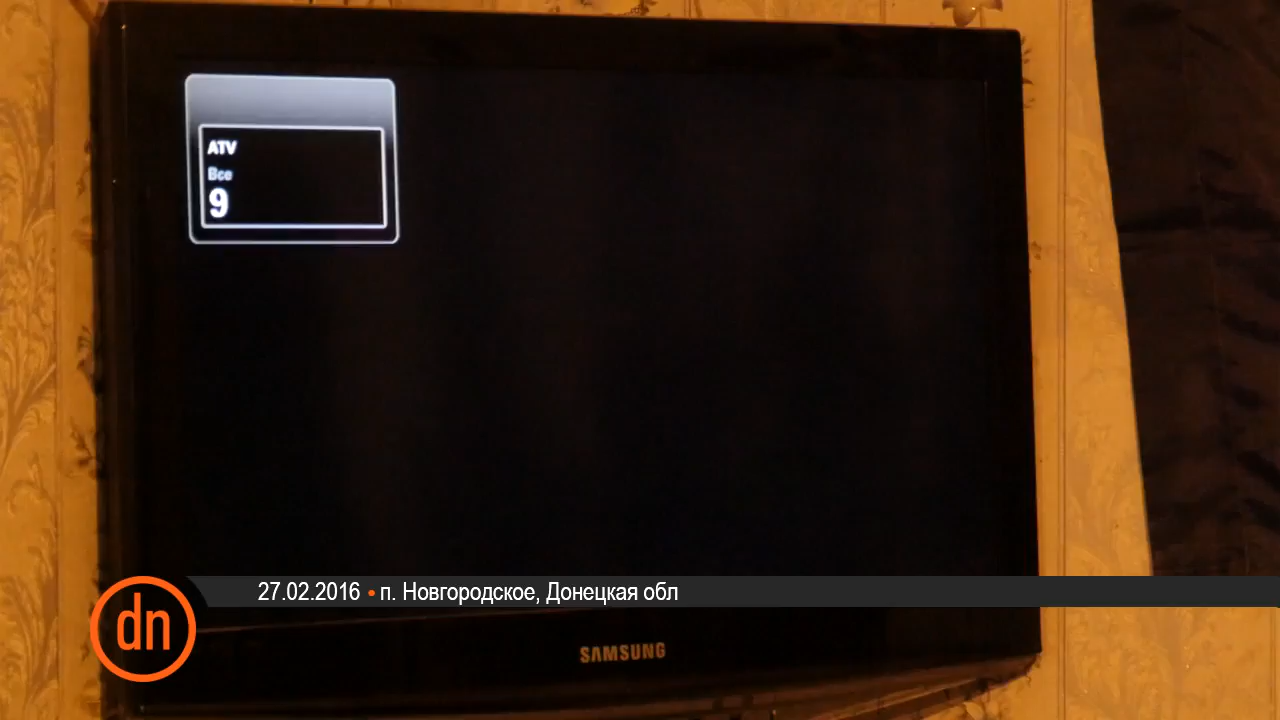 ATV
Все
9
27.02.2016 • п. Новгородское, Донецкая обл
dn
SAMSUNG